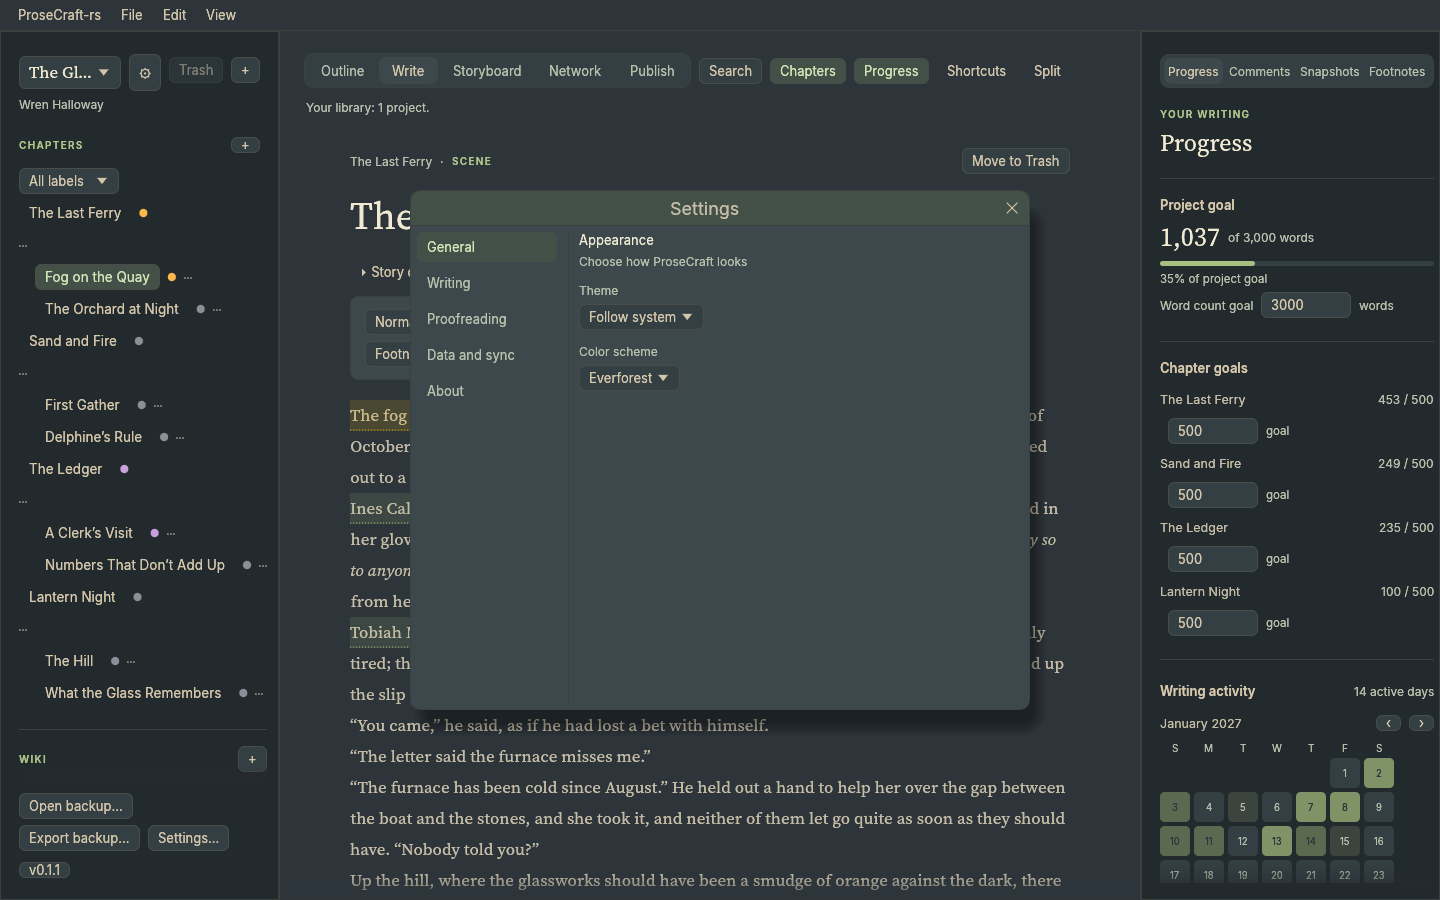 ProseCraft-rs File Edit View
The Gl... Trash +
Wren Halloway
CHAPTERS +
All labels
The Last Ferry
...
Fog on the Quay ...
The Orchard at Night ...
Sand and Fire
...
First Gather ...
Delphine’s Rule ...
The Ledger
...
A Clerk’s Visit ...
Numbers That Don’t Add Up ...
Lantern Night
...
The Hill ...
What the Glass Remembers ...
WIKI +
Open backup...
Export backup... Settings...
v0.1.1
Outline Write Storyboard Network Publish Search Chapters Progress Shortcuts Split
Your library: 1 project.
The Last Ferry · SCENE Move to Trash
The
Story
Footn
The fog of
October
out to a
Ines Cal d in
her glov y so
to anyon
from he
Tobiah ly
tired; th d up
the slip
“You came,” he said, as if he had lost a bet with himself.
“The letter said the furnace misses me.”
“The furnace has been cold since August.” He held out a hand to help her over the gap between
the boat and the stones, and she took it, and neither of them let go quite as soon as they should
have. “Nobody told you?”
Up the hill, where the glassworks should have been a smudge of orange against the dark, there
Settings
General
Writing
Proofreading
Data and sync
About
Appearance
Choose how ProseCraft looks
Theme
Follow system
Color scheme
Everforest
Progress Comments Snapshots Footnotes
YOUR WRITING
Progress
Project goal
1,037 of 3,000 words
35% of project goal
Word count goal 3000 words
Chapter goals
The Last Ferry 453 / 500
500 goal
Sand and Fire 249 / 500
500 goal
The Ledger 235 / 500
500 goal
Lantern Night 100 / 500
500 goal
Writing activity 14 active days
January 2027 ‹ ›
S M T W T F S
1 2
3 4 5 6 7 8 9
10 11 12 13 14 15 16
17 18 19 20 21 22 23